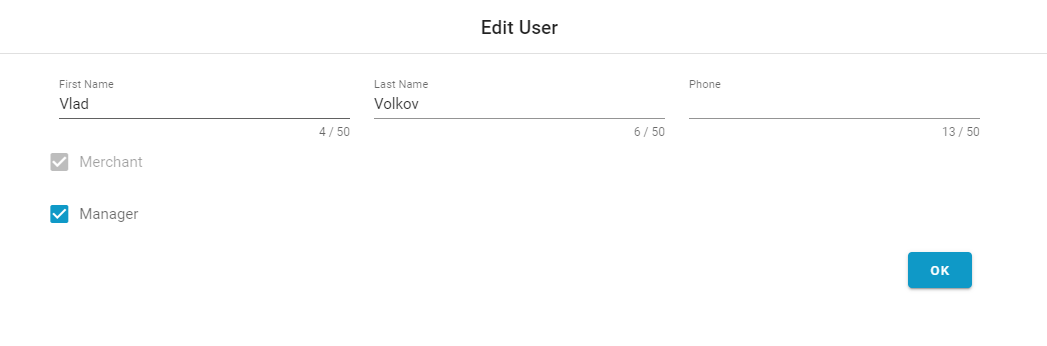 Edit User
First Name Last Name Phone
Vlad Volkov
4 / 50 6 / 50 13 / 50
Merchant
Manager
OK